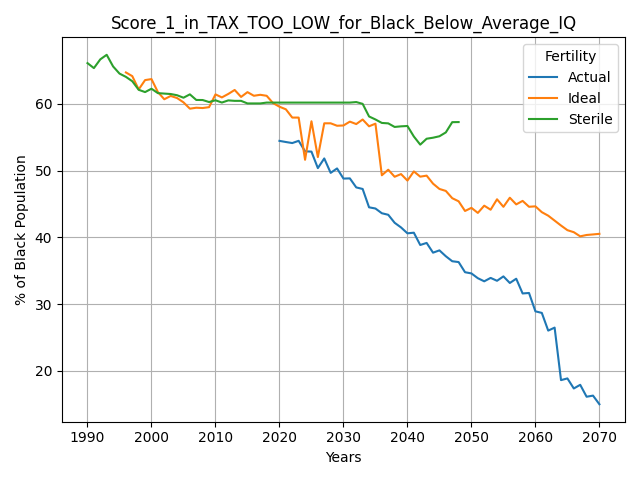 Score_1_in_TAX_TOO_LOW_for_Black_Below_Average_IQ
Fertility
Actual
Ideal
Sterile
% of Black Population
60
50
40
30
20
1990 2000 2010 2020 2030 2040 2050 2060 2070
Years